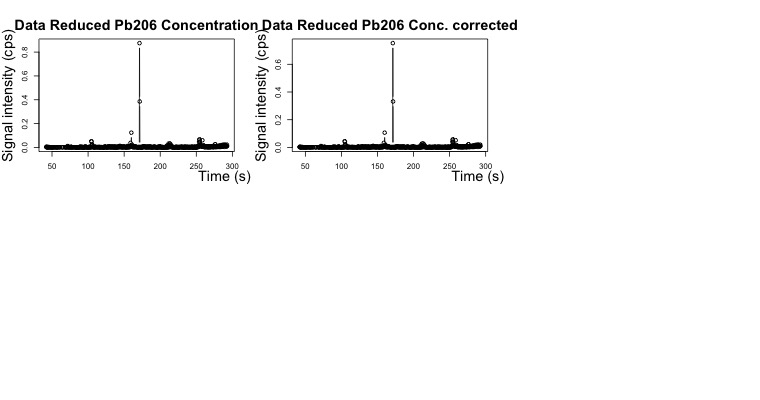 Data Reduced Pb206 Concentration
Signal intensity (cps)
0.0 0.2 0.4 0.6 0.8
50 100 150 200 250 300
Time (s)
Data Reduced Pb206 Conc. corrected
Signal intensity (cps)
0.0 0.2 0.4 0.6
50 100 150 200 250 300
Time (s)